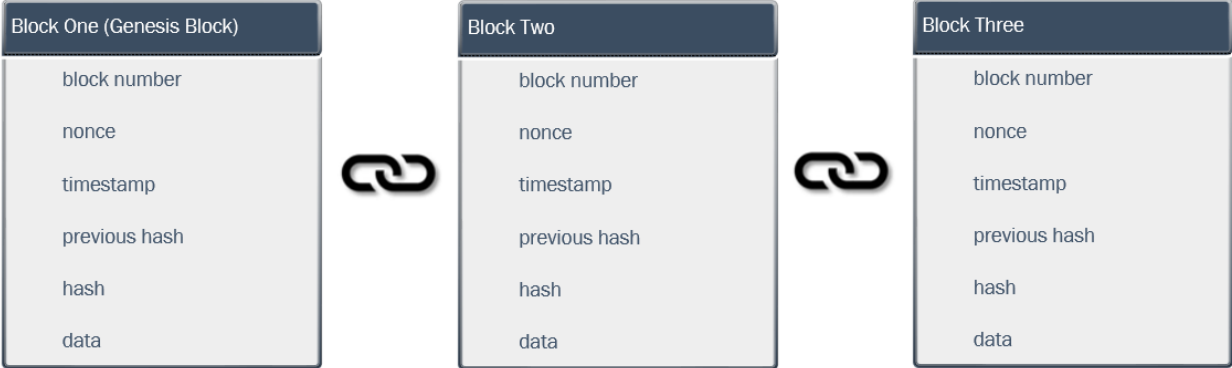 Block One (Genesis Block)
block number
nonce
timestamp
previous hash
hash
data
Block Two
block number
nonce
timestamp
previous hash
hash
data
Block Three
block number
nonce
timestamp
previous hash
hash
data